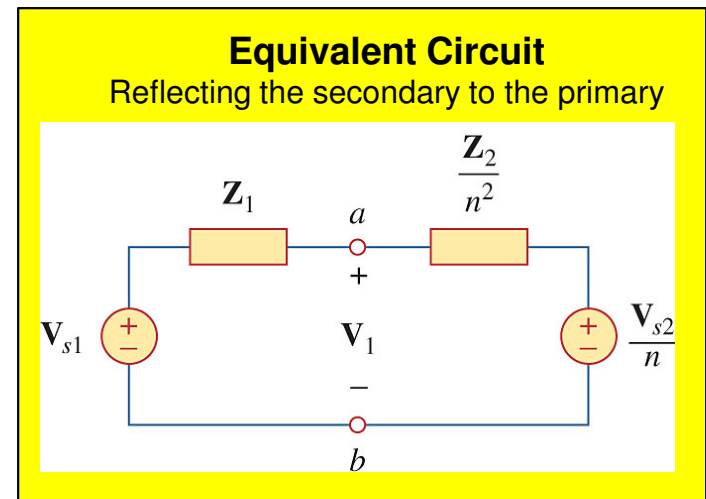 Equivalent Circuit
Reflecting the secondary to the primary
Z1
a
Z2
n2
+
Vs1
+
−
V1
+
−
Vs2
n
−
b